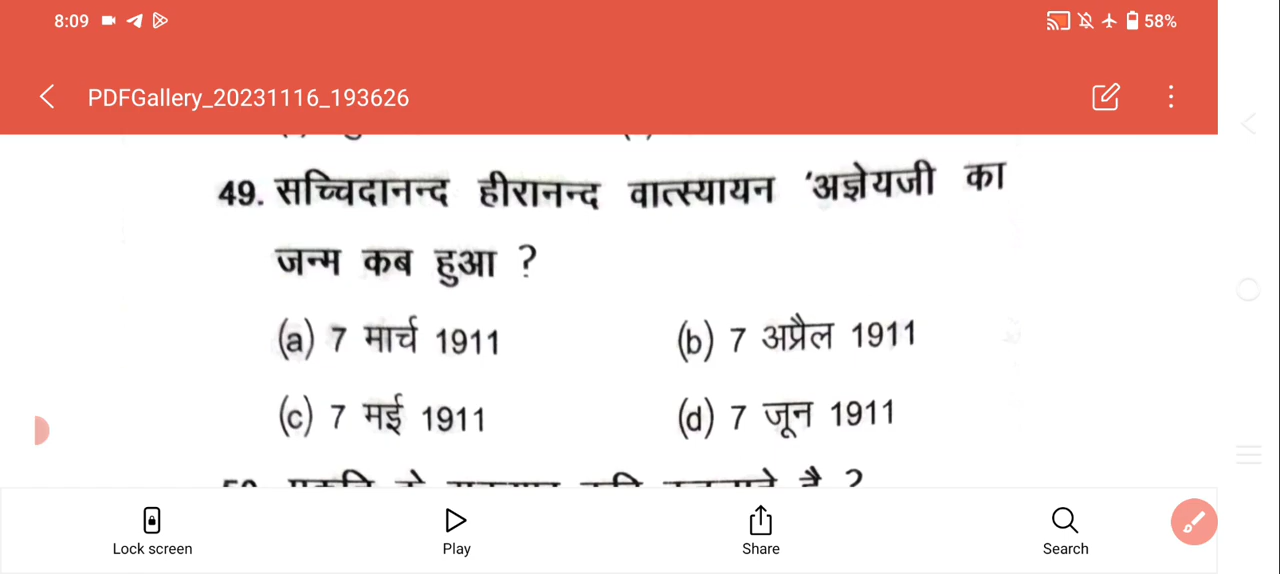 8:09 58%
PDFGallery_20231116_193626
49. सच्चिदानन्द हीरानन्द वात्स्यायन 'अज्ञेयजी का
जन्म कब हुआ ?
(a) 7 मार्च 1911 (b) 7 अप्रैल 1911
(c) 7 मई 1911 (d) 7 जून 1911
Lock screen Play Share Search